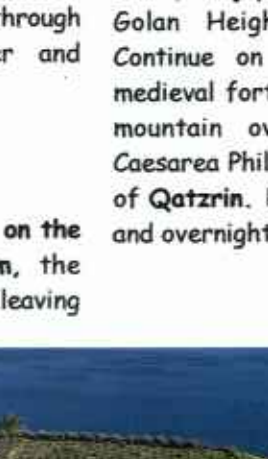 hrough
er and
on the
n, the
leaving
Golan Heigh
Continue on
medieval fort
mountain ov
Caesarea Phil
of Qatzrin.
and overnight